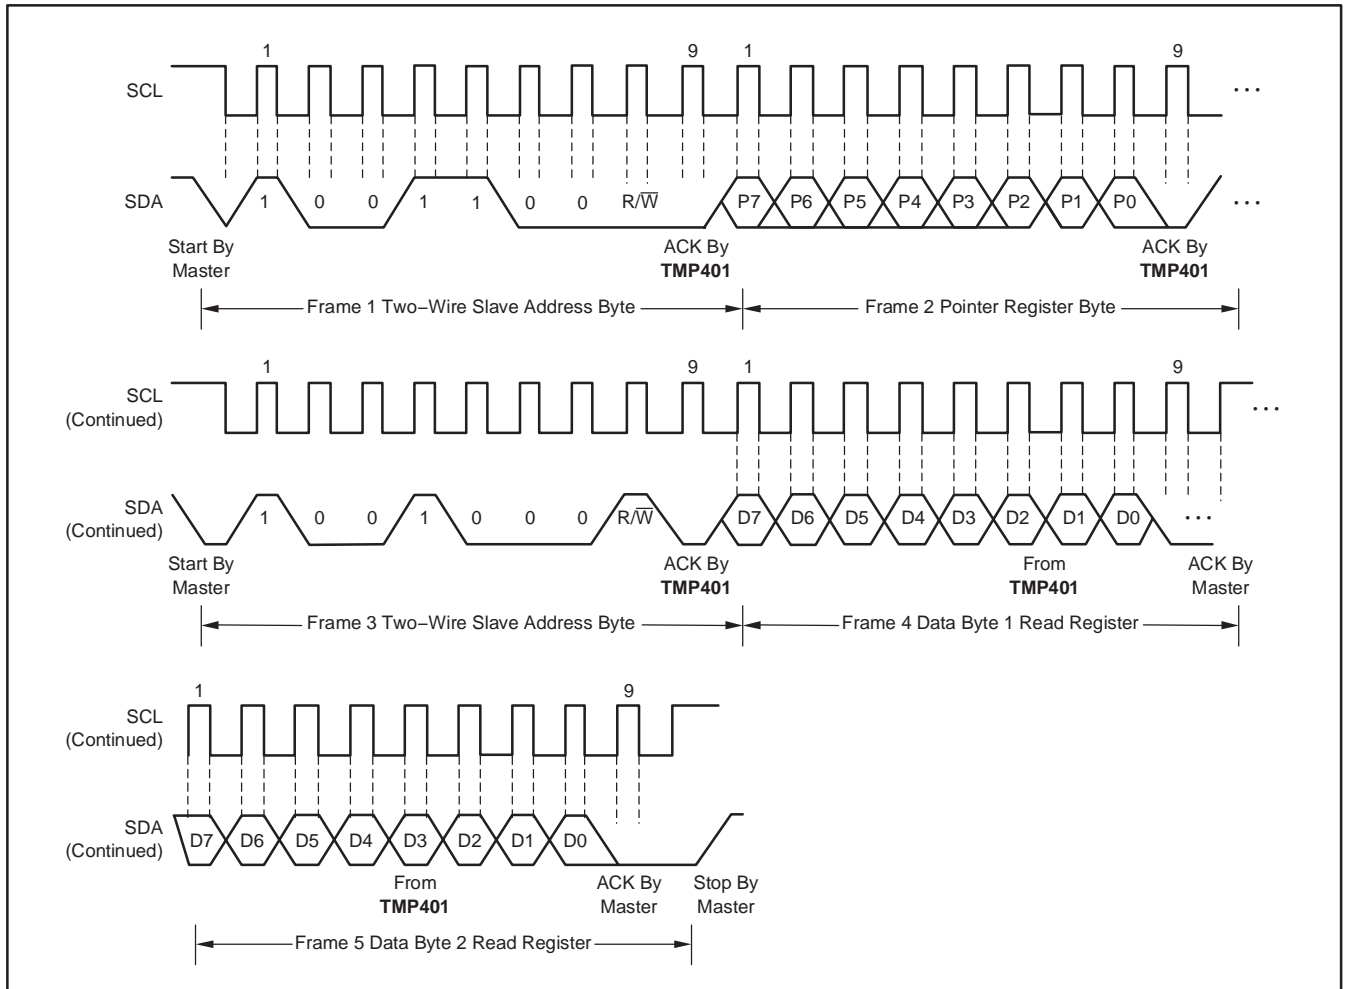 1 9 1 9
SCL ...
SDA 1 0 0 1 1 0 0 R/W̅ P7 P6 P5 P4 P3 P2 P1 P0 ...
Start By ACK By ACK By
Master TMP401 TMP401
Frame 1 Two−Wire Slave Address Byte Frame 2 Pointer Register Byte
1 9 1 9
SCL
(Continued) ...
SDA
(Continued) 1 0 0 1 0 0 0 R/W̅ D7 D6 D5 D4 D3 D2 D1 D0 ...
Start By ACK By From ACK By
Master TMP401 TMP401 Master
Frame 3 Two−Wire Slave Address Byte Frame 4 Data Byte 1 Read Register
1 9
SCL
(Continued)
SDA
(Continued) D7 D6 D5 D4 D3 D2 D1 D0
From ACK By Stop By
TMP401 Master Master
Frame 5 Data Byte 2 Read Register